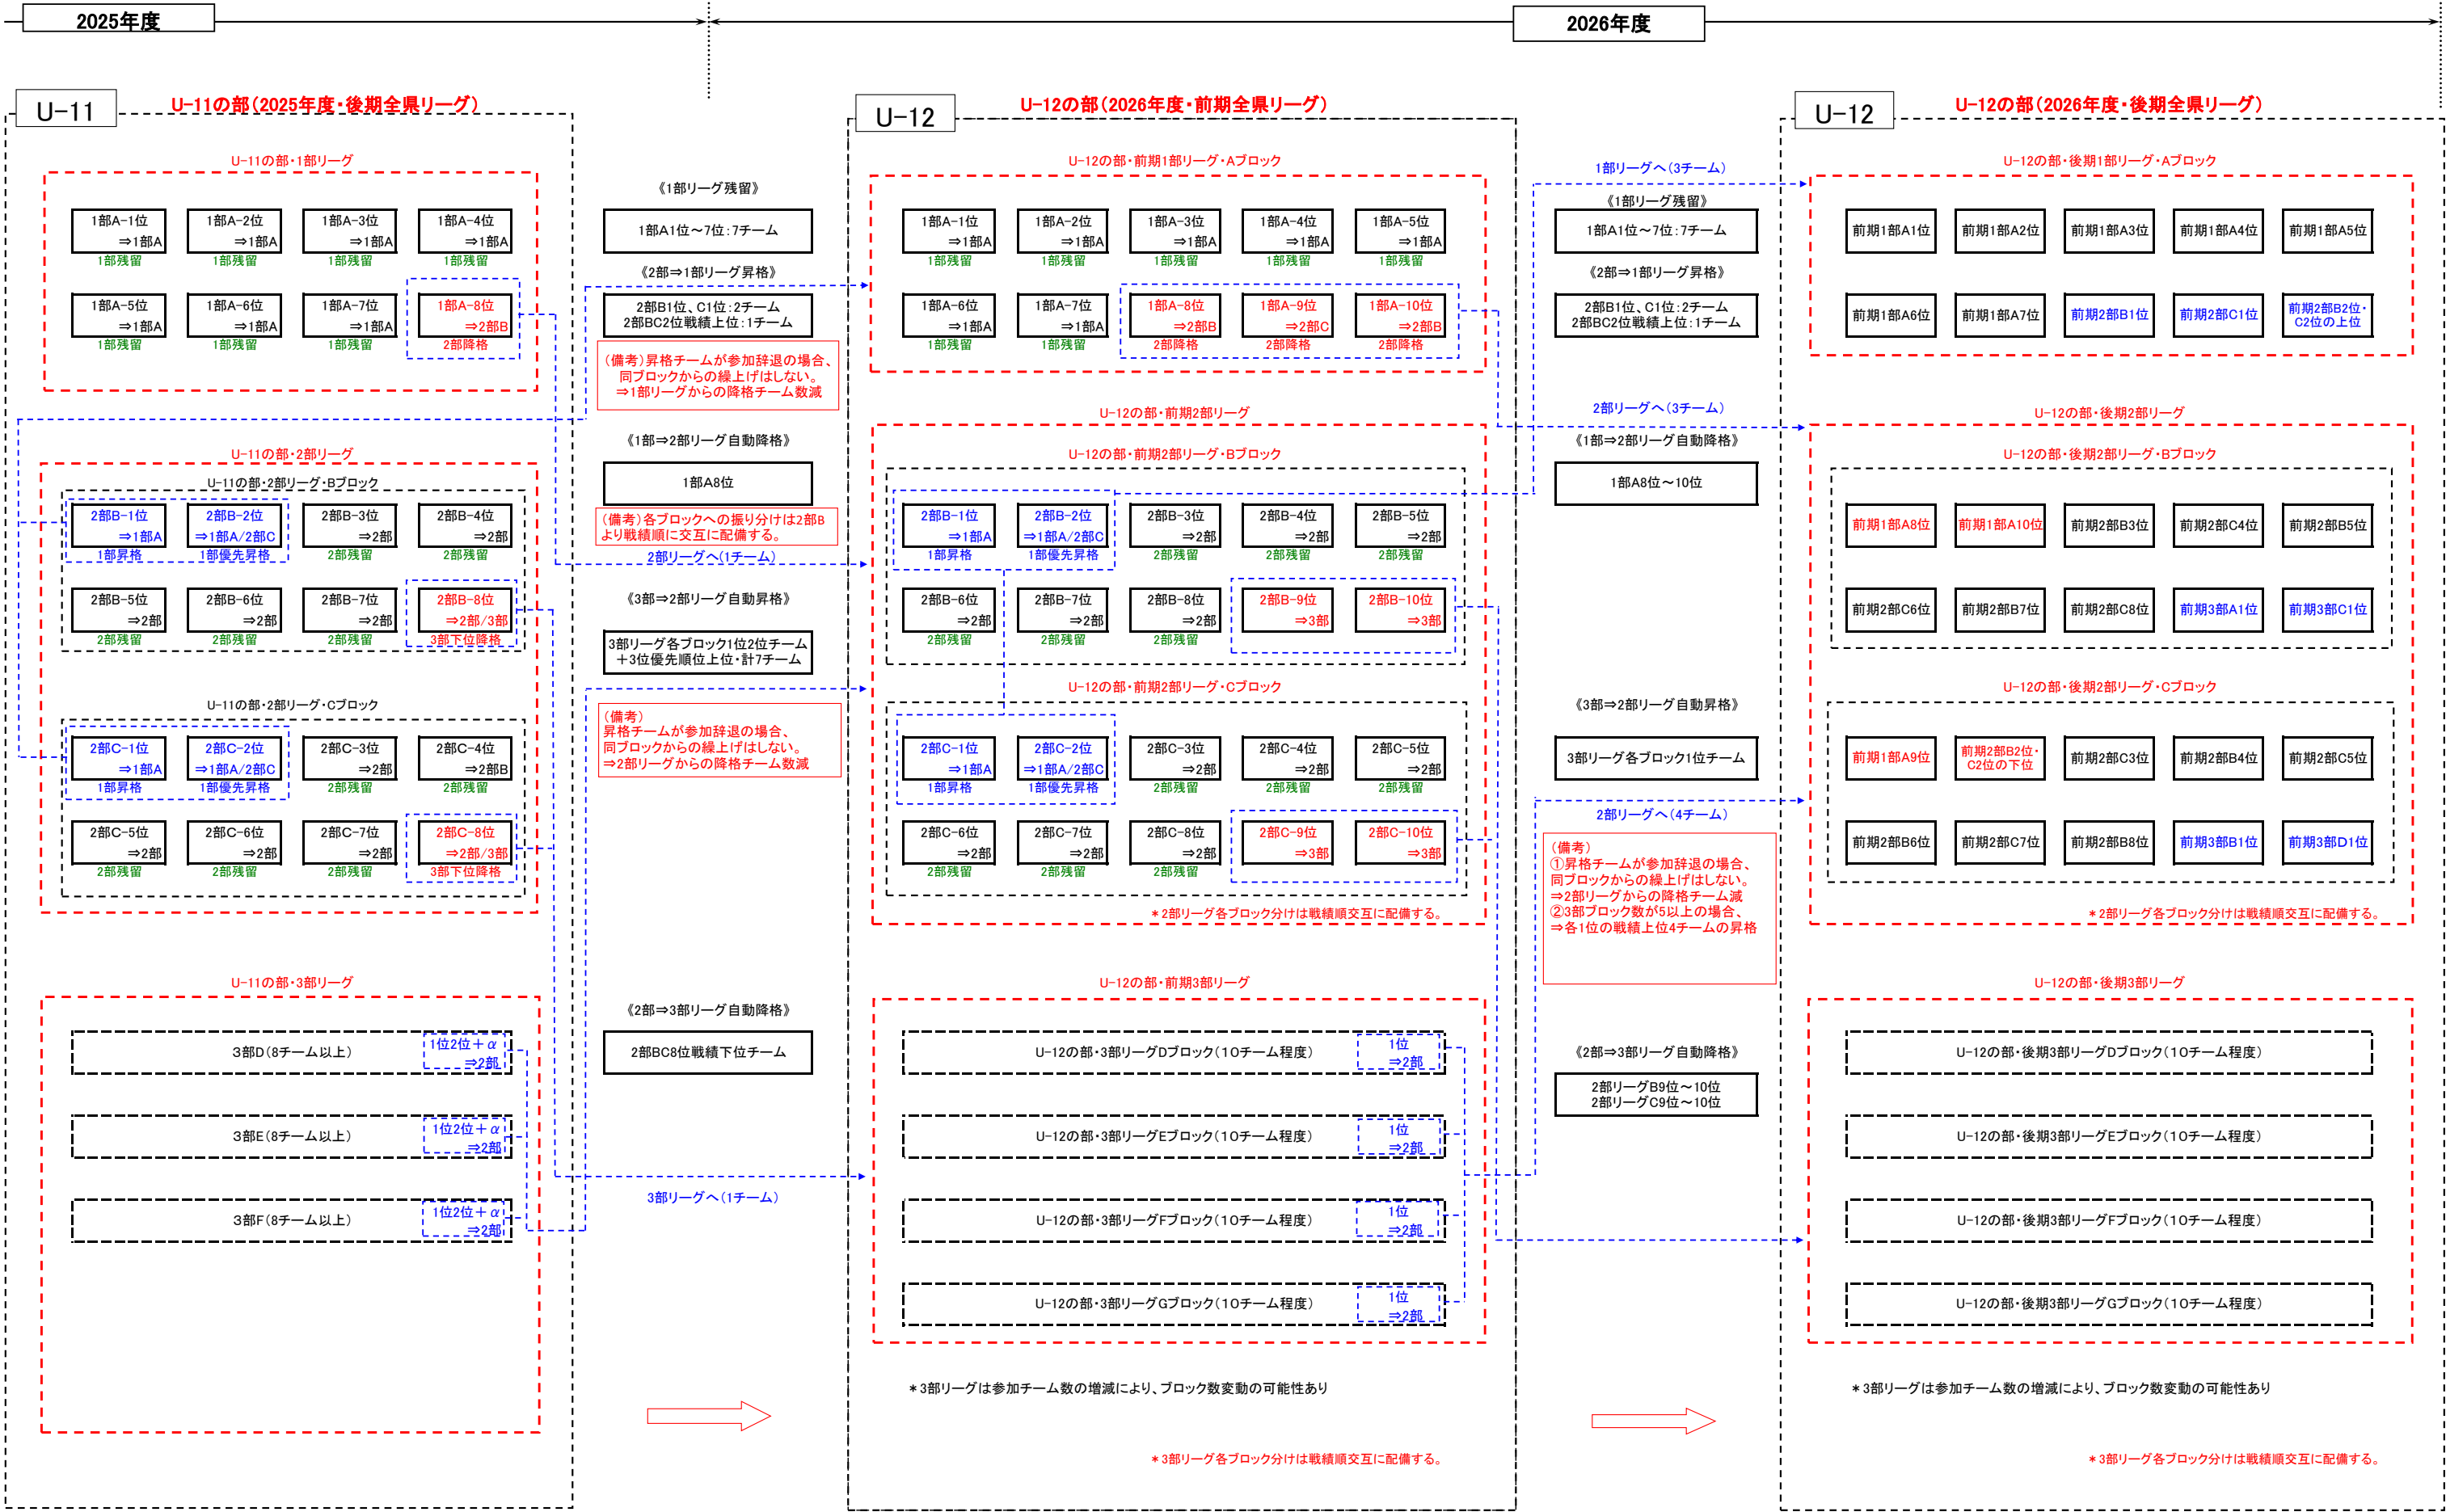 2025年度
2026年度
U-11
U-11の部(2025年度・後期全県リーグ)
U-11の部・1部リーグ
1部A-1位
⇒1部A
1部残留
1部A-2位
⇒1部A
1部残留
1部A-3位
⇒1部A
1部残留
1部A-4位
⇒1部A
1部残留
1部A-5位
⇒1部A
1部残留
1部A-6位
⇒1部A
1部残留
1部A-7位
⇒1部A
1部残留
1部A-8位
⇒2部B
2部降格
U-11の部・2部リーグ
U-11の部・2部リーグ・Bブロック
2部B-1位
⇒1部A
1部昇格
2部B-2位
⇒1部A/2部C
1部優先昇格
2部B-3位
⇒2部
2部残留
2部B-4位
⇒2部
2部残留
2部B-5位
⇒2部
2部残留
2部B-6位
⇒2部
2部残留
2部B-7位
⇒2部
2部残留
2部B-8位
⇒2部/3部
3部下位降格
U-11の部・2部リーグ・Cブロック
2部C-1位
⇒1部A
1部昇格
2部C-2位
⇒1部A/2部C
1部優先昇格
2部C-3位
⇒2部
2部残留
2部C-4位
⇒2部B
2部残留
2部C-5位
⇒2部
2部残留
2部C-6位
⇒2部
2部残留
2部C-7位
⇒2部
2部残留
2部C-8位
⇒2部/3部
3部下位降格
U-11の部・3部リーグ
3部D(8チーム以上)
1位2位+α
⇒2部
3部E(8チーム以上)
1位2位+α
⇒2部
3部F(8チーム以上)
1位2位+α
⇒2部
《1部リーグ残留》
1部A1位～7位:7チーム
《2部⇒1部リーグ昇格》
2部B1位、C1位:2チーム
2部BC2位戦績上位:1チーム
(備考)昇格チームが参加辞退の場合、
同ブロックからの繰上げはしない。
⇒1部リーグからの降格チーム数減
《1部⇒2部リーグ自動降格》
1部A8位
(備考)各ブロックへの振り分けは2部B
より戦績順に交互に配備する。
2部リーグへ(1チーム)
《3部⇒2部リーグ自動昇格》
3部リーグ各ブロック1位2位チーム
+3位優先順位上位・計7チーム
(備考)
昇格チームが参加辞退の場合、
同ブロックからの繰上げはしない。
⇒2部リーグからの降格チーム数減
《2部⇒3部リーグ自動降格》
2部BC8位戦績下位チーム
3部リーグへ(1チーム)
U-12
U-12の部(2026年度・前期全県リーグ)
U-12の部・前期1部リーグ・Aブロック
1部A-1位
⇒1部A
1部残留
1部A-2位
⇒1部A
1部残留
1部A-3位
⇒1部A
1部残留
1部A-4位
⇒1部A
1部残留
1部A-5位
⇒1部A
1部残留
1部A-6位
⇒1部A
1部残留
1部A-7位
⇒1部A
1部残留
1部A-8位
⇒2部B
2部降格
1部A-9位
⇒2部C
2部降格
1部A-10位
⇒2部B
2部降格
U-12の部・前期2部リーグ
U-12の部・前期2部リーグ・Bブロック
2部B-1位
⇒1部A
1部昇格
2部B-2位
⇒1部A/2部C
1部優先昇格
2部B-3位
⇒2部
2部残留
2部B-4位
⇒2部
2部残留
2部B-5位
⇒2部
2部残留
2部B-6位
⇒2部
2部残留
2部B-7位
⇒2部
2部残留
2部B-8位
⇒2部
2部残留
2部B-9位
⇒3部
2部B-10位
⇒3部
U-12の部・前期2部リーグ・Cブロック
2部C-1位
⇒1部A
1部昇格
2部C-2位
⇒1部A/2部C
1部優先昇格
2部C-3位
⇒2部
2部残留
2部C-4位
⇒2部
2部残留
2部C-5位
⇒2部
2部残留
2部C-6位
⇒2部
2部残留
2部C-7位
⇒2部
2部残留
2部C-8位
⇒2部
2部残留
2部C-9位
⇒3部
2部C-10位
⇒3部
*2部リーグ各ブロック分けは戦績順交互に配備する。
U-12の部・前期3部リーグ
U-12の部・3部リーグDブロック(10チーム程度)
1位
⇒2部
U-12の部・3部リーグEブロック(10チーム程度)
1位
⇒2部
U-12の部・3部リーグFブロック(10チーム程度)
1位
⇒2部
U-12の部・3部リーグGブロック(10チーム程度)
1位
⇒2部
*3部リーグは参加チーム数の増減により、ブロック数変動の可能性あり
*3部リーグ各ブロック分けは戦績順交互に配備する。
1部リーグへ(3チーム)
《1部リーグ残留》
1部A1位～7位:7チーム
《2部⇒1部リーグ昇格》
2部B1位、C1位:2チーム
2部BC2位戦績上位:1チーム
2部リーグへ(3チーム)
《1部⇒2部リーグ自動降格》
1部A8位～10位
《3部⇒2部リーグ自動昇格》
3部リーグ各ブロック1位チーム
2部リーグへ(4チーム)
(備考)
①昇格チームが参加辞退の場合、
同ブロックからの繰上げはしない。
⇒2部リーグからの降格チーム減
②3部ブロック数が5以上の場合、
⇒各1位の戦績上位4チームの昇格
《2部⇒3部リーグ自動降格》
2部リーグB9位～10位
2部リーグC9位～10位
U-12
U-12の部(2026年度・後期全県リーグ)
U-12の部・後期1部リーグ・Aブロック
前期1部A1位
前期1部A2位
前期1部A3位
前期1部A4位
前期1部A5位
前期1部A6位
前期1部A7位
前期2部B1位
前期2部C1位
前期2部B2位・
C2位の上位
U-12の部・後期2部リーグ
U-12の部・後期2部リーグ・Bブロック
前期1部A8位
前期1部A10位
前期2部B3位
前期2部C4位
前期2部B5位
前期2部C6位
前期2部B7位
前期2部C8位
前期3部A1位
前期3部C1位
U-12の部・後期2部リーグ・Cブロック
前期1部A9位
前期2部B2位・
C2位の下位
前期2部C3位
前期2部B4位
前期2部C5位
前期2部B6位
前期2部C7位
前期2部B8位
前期3部B1位
前期3部D1位
*2部リーグ各ブロック分けは戦績順交互に配備する。
U-12の部・後期3部リーグ
U-12の部・後期3部リーグDブロック(10チーム程度)
U-12の部・後期3部リーグEブロック(10チーム程度)
U-12の部・後期3部リーグFブロック(10チーム程度)
U-12の部・後期3部リーグGブロック(10チーム程度)
*3部リーグは参加チーム数の増減により、ブロック数変動の可能性あり
*3部リーグ各ブロック分けは戦績順交互に配備する。